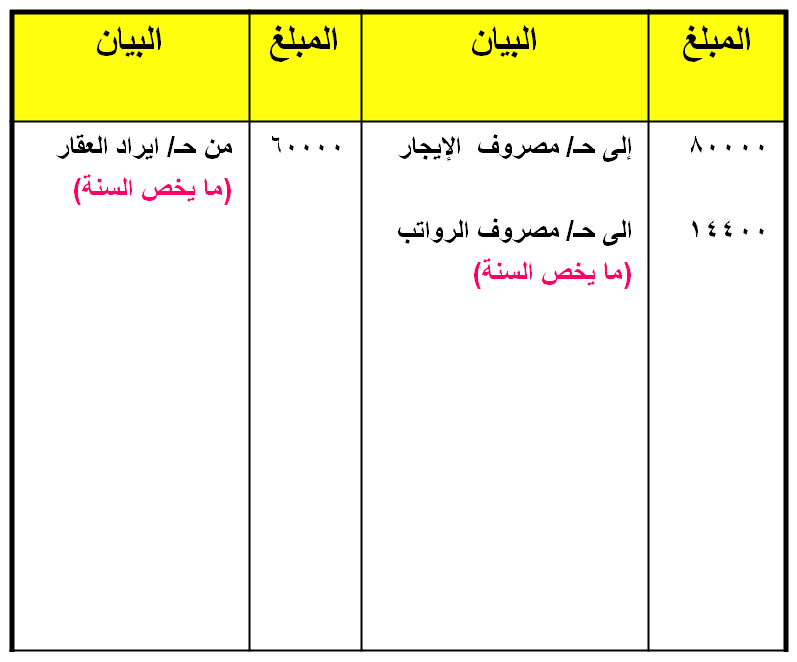 المبلغ البيان المبلغ البيان
٨٠٠٠٠ إلى حـ/ مصروف الإيجار ٦٠٠٠٠ من حـ/ ايراد العقار
(ما يخص السنة)
١٤٤٠٠ الى حـ/ مصروف الرواتب
(ما يخص السنة)